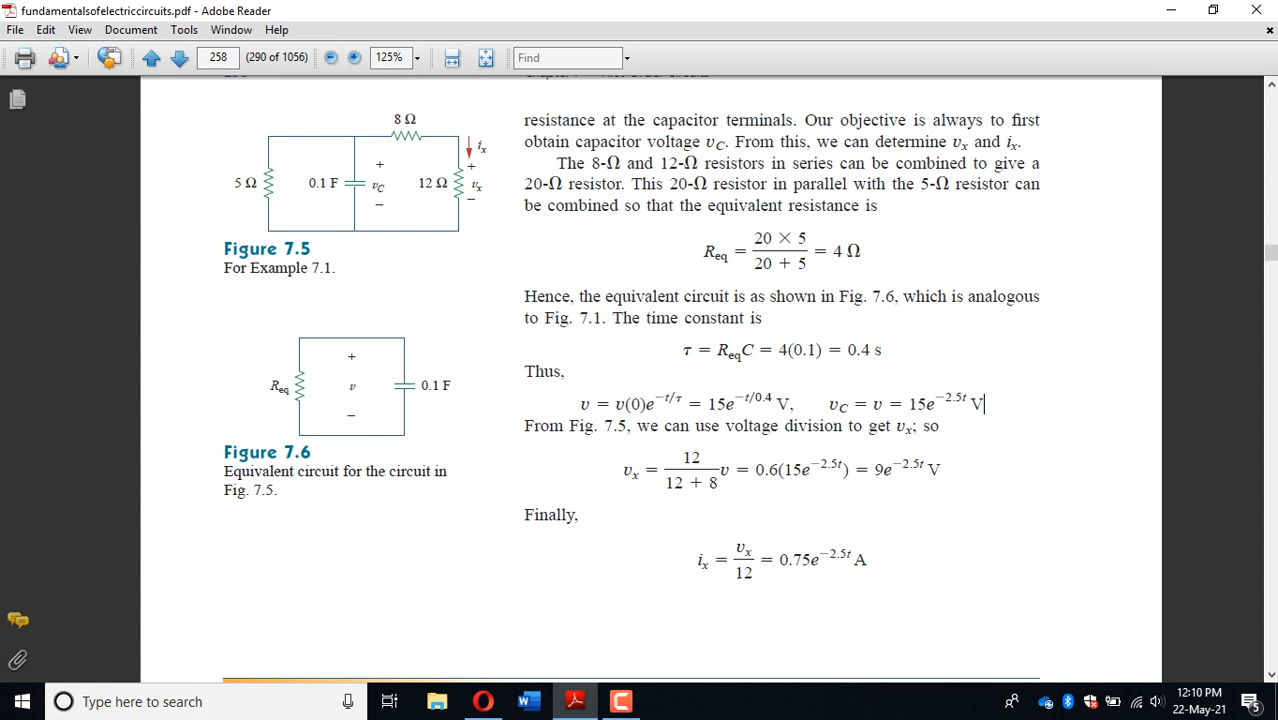 fundamentalsofelectriccircuits.pdf - Adobe Reader
File Edit View Document Tools Window Help
258 (290 of 1056) 125% Find
8 Ω
iₓ
5 Ω 0.1 F + v_C − 12 Ω + vₓ −
Figure 7.5
For Example 7.1.
R_eq + v − 0.1 F
Figure 7.6
Equivalent circuit for the circuit in
Fig. 7.5.
resistance at the capacitor terminals. Our objective is always to first
obtain capacitor voltage v_C. From this, we can determine vₓ and iₓ.
The 8-Ω and 12-Ω resistors in series can be combined to give a
20-Ω resistor. This 20-Ω resistor in parallel with the 5-Ω resistor can
be combined so that the equivalent resistance is
R_eq = (20 × 5)/(20 + 5) = 4 Ω
Hence, the equivalent circuit is as shown in Fig. 7.6, which is analogous
to Fig. 7.1. The time constant is
τ = R_eq C = 4(0.1) = 0.4 s
Thus,
v = v(0)e^(−t/τ) = 15e^(−t/0.4) V, v_C = v = 15e^(−2.5t) V
From Fig. 7.5, we can use voltage division to get vₓ; so
vₓ = 12/(12 + 8) v = 0.6(15e^(−2.5t)) = 9e^(−2.5t) V
Finally,
iₓ = vₓ/12 = 0.75e^(−2.5t) A
Type here to search
12:10 PM
22-May-21
5